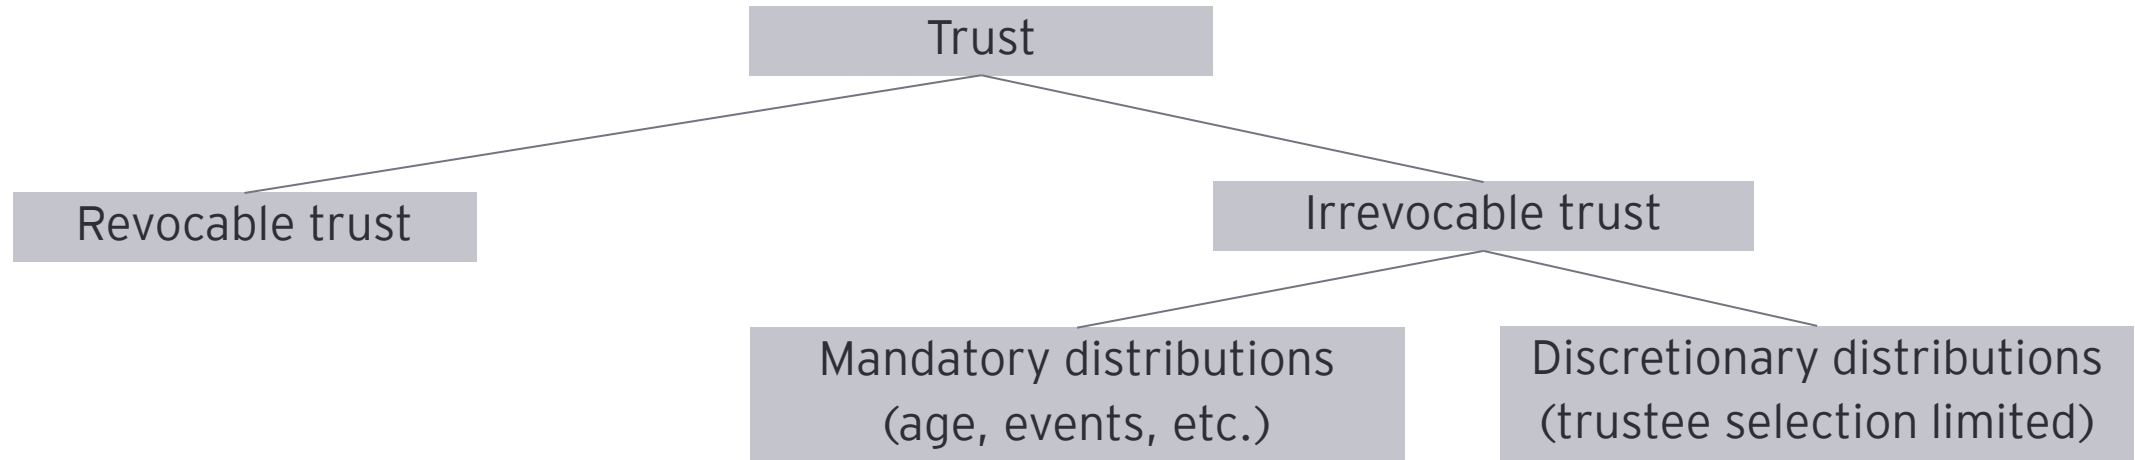 Trust
Revocable trust
Irrevocable trust
Mandatory distributions
(age, events, etc.)
Discretionary distributions
(trustee selection limited)